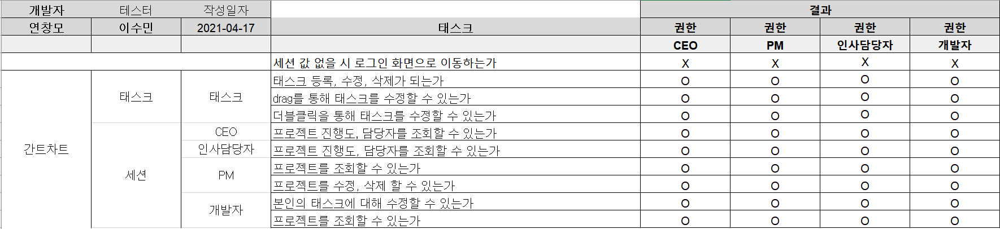 개발자 테스터 작성일자 결과
연창모 이수민 2021-04-17 태스크 권한 권한 권한 권한
CEO PM 인사담당자 개발자
세션 값 없을 시 로그인 화면으로 이동하는가 X X X X
태스크 등록, 수정, 삭제가 되는가 O O O O
태스크 태스크 drag를 통해 태스크를 수정할 수 있는가 O O O O
더블클릭을 통해 태스크를 수정할 수 있는가 O O O O
CEO 프로젝트 진행도, 담당자를 조회할 수 있는가 O O O O
간트차트 인사담당자 프로젝트 진행도, 담당자를 조회할 수 있는가 O O O O
세션 PM 프로젝트를 조회할 수 있는가 O O O O
프로젝트를 수정, 삭제 할 수 있는가 O O O O
개발자 본인의 태스크에 대해 수정할 수 있는가 O O O O
프로젝트를 조회할 수 있는가 O O O O